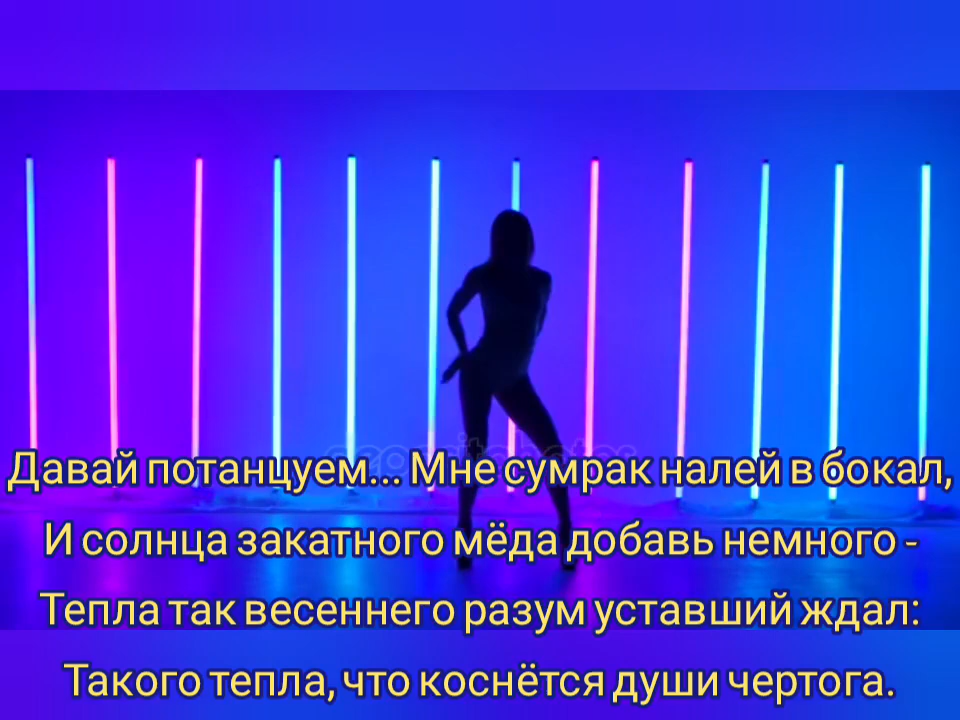 Давай потанцуем... Мне сумрак налей в бокал,
И солнца закатного мёда добавь немного -
Тепла так весеннего разум уставший ждал:
Такого тепла, что коснётся души чертога.